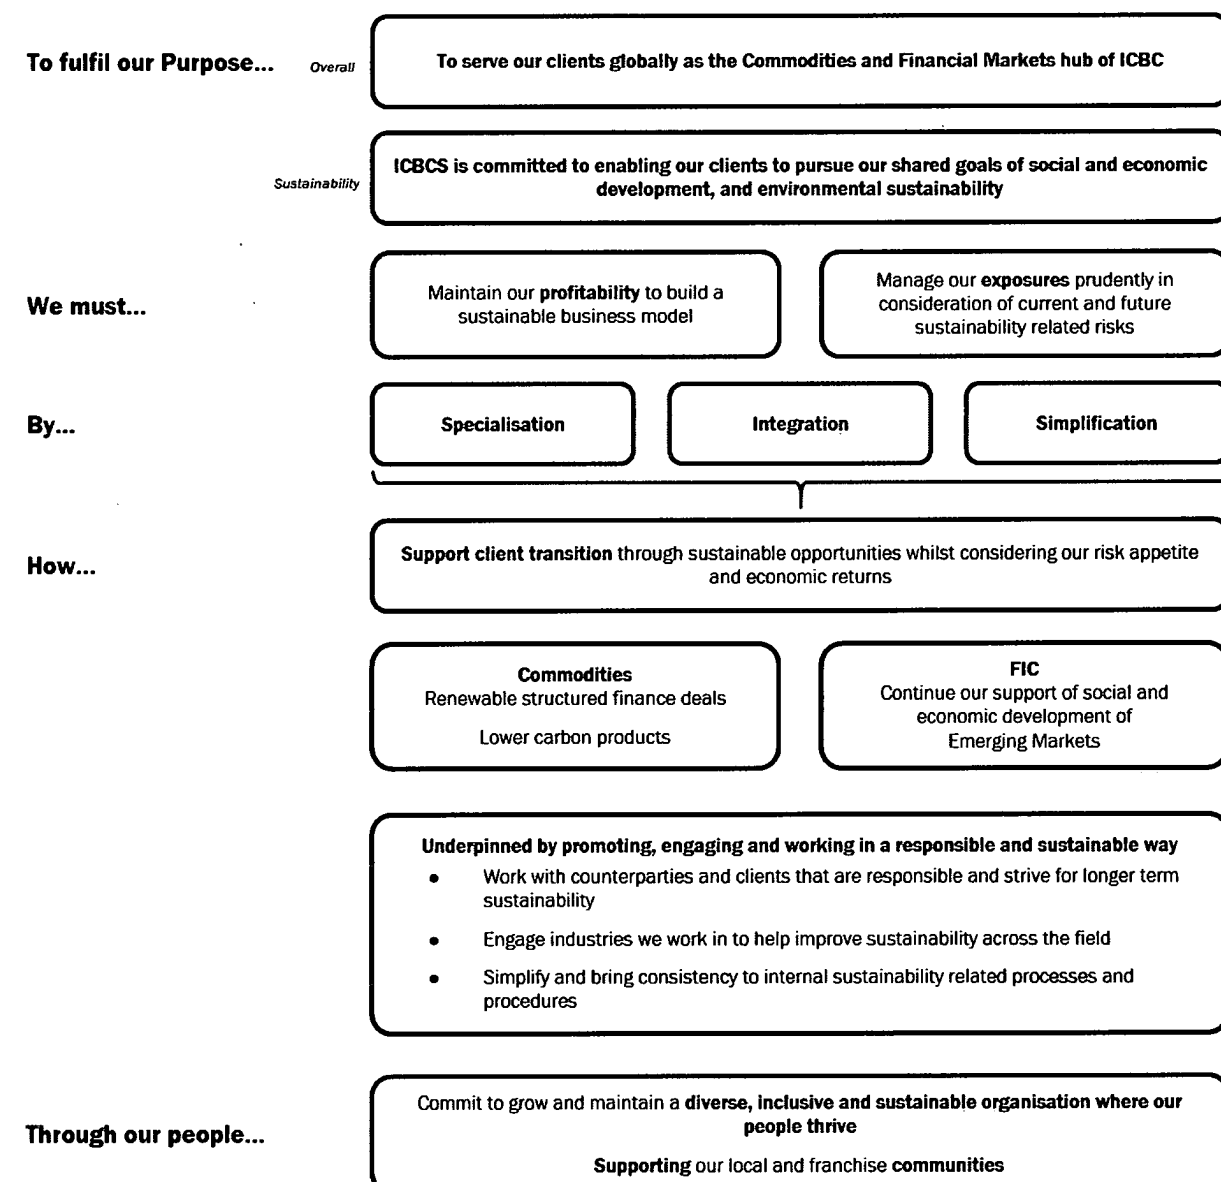 To fulfil our Purpose...
Overall
To serve our clients globally as the Commodities and Financial Markets hub of ICBC
Sustainability
ICBCS is committed to enabling our clients to pursue our shared goals of social and economic
development, and environmental sustainability
We must...
Maintain our profitability to build a
sustainable business model
Manage our exposures prudently in
consideration of current and future
sustainability related risks
By...
Specialisation
Integration
Simplification
How...
Support client transition through sustainable opportunities whilst considering our risk appetite
and economic returns
Commodities
Renewable structured finance deals
Lower carbon products
FIC
Continue our support of social and
economic development of
Emerging Markets
Underpinned by promoting, engaging and working in a responsible and sustainable way
• Work with counterparties and clients that are responsible and strive for longer term
sustainability
• Engage industries we work in to help improve sustainability across the field
• Simplify and bring consistency to internal sustainability related processes and
procedures
Through our people...
Commit to grow and maintain a diverse, inclusive and sustainable organisation where our
people thrive
Supporting our local and franchise communities